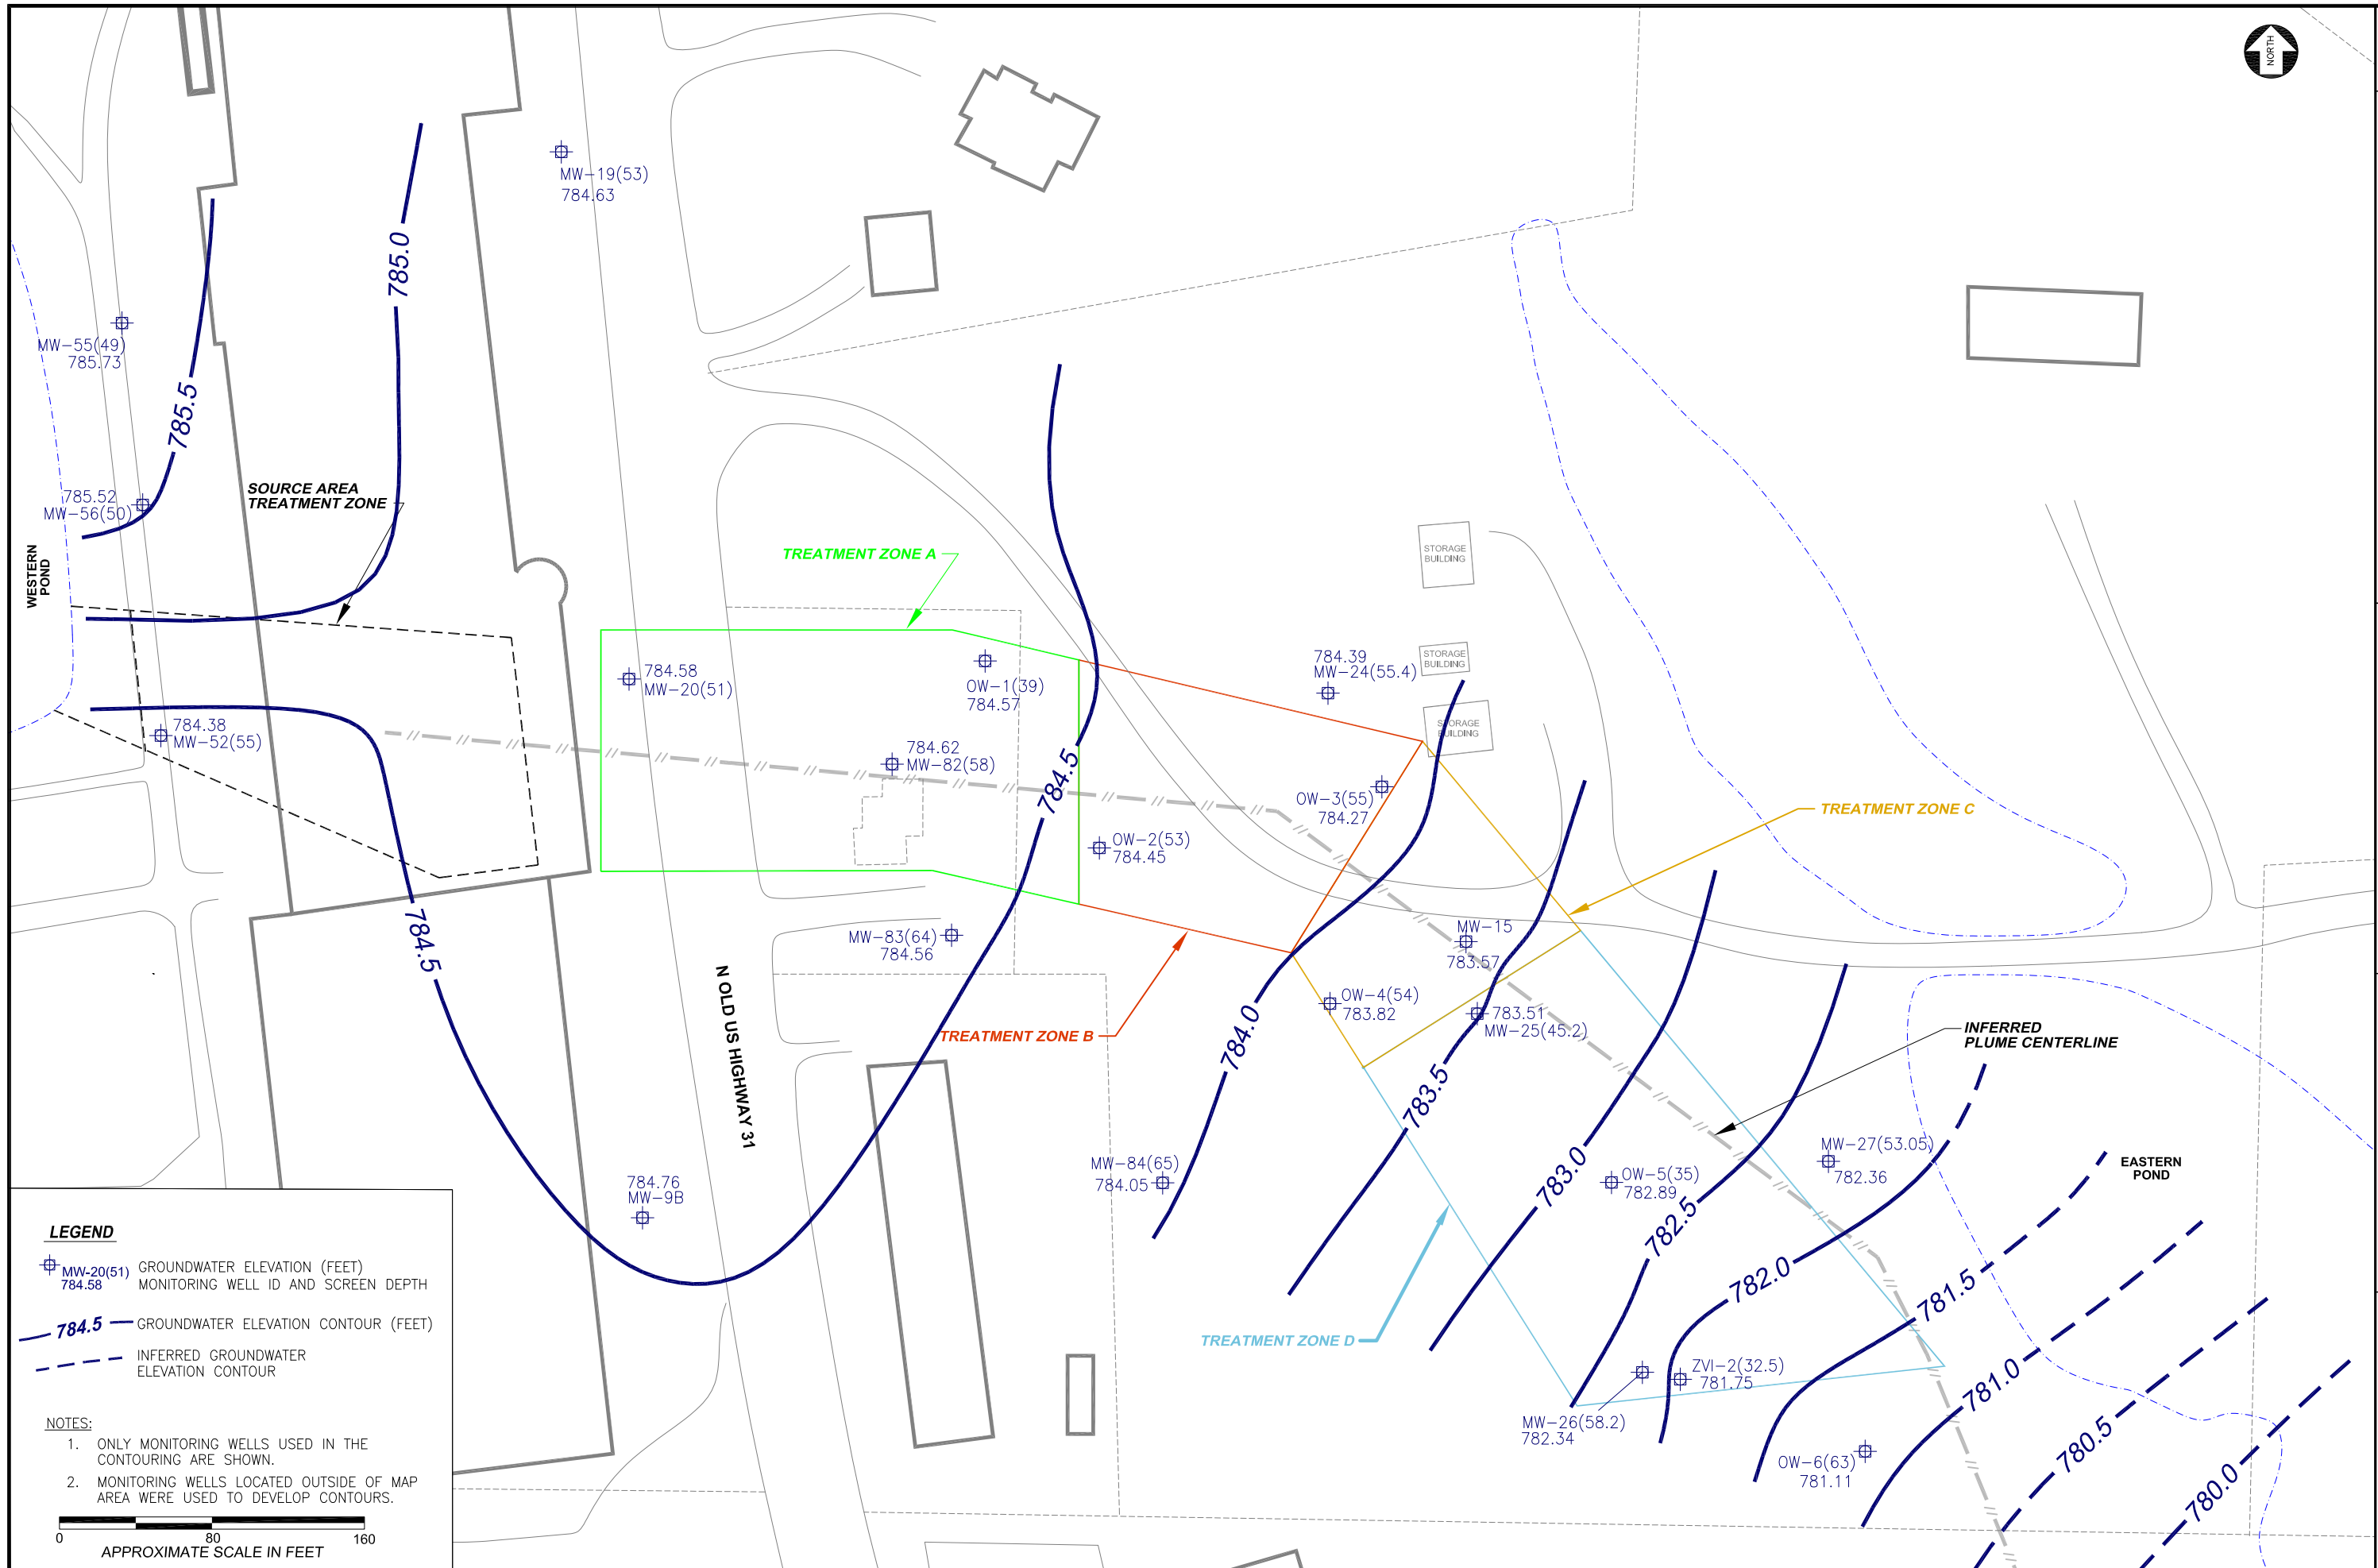 NORTH
MW-19(53)
784.63
785.0
MW-55(49)
785.73
785.5
785.52
MW-56(50)
SOURCE AREA
TREATMENT ZONE
WESTERN
POND
TREATMENT ZONE A
STORAGE
BUILDING
784.39
MW-24(55.4)
STORAGE
BUILDING
784.58
MW-20(51)
OW-1(39)
784.57
784.38
MW-52(55)
STORAGE
BUILDING
784.62
MW-82(58)
784.5
OW-3(55)
784.27
TREATMENT ZONE C
OW-2(53)
784.45
784.5
MW-83(64)
784.56
MW-15
783.57
N OLD US HIGHWAY 31
OW-4(54)
783.82
783.51
MW-25(45.2)
TREATMENT ZONE B
784.0
INFERRED
PLUME CENTERLINE
783.5
MW-27(53.05)
782.36
EASTERN
POND
MW-84(65)
784.05
783.0
OW-5(35)
782.89
784.76
MW-9B
782.5
782.0
781.5
TREATMENT ZONE D
ZVI-2(32.5)
781.75
781.0
MW-26(58.2)
782.34
780.5
OW-6(63)
781.11
780.0
LEGEND
MW-20(51)
784.58
GROUNDWATER ELEVATION (FEET)
MONITORING WELL ID AND SCREEN DEPTH
784.5
GROUNDWATER ELEVATION CONTOUR (FEET)
INFERRED GROUNDWATER
ELEVATION CONTOUR
NOTES:
1. ONLY MONITORING WELLS USED IN THE
CONTOURING ARE SHOWN.
2. MONITORING WELLS LOCATED OUTSIDE OF MAP
AREA WERE USED TO DEVELOP CONTOURS.
0 80 160
APPROXIMATE SCALE IN FEET